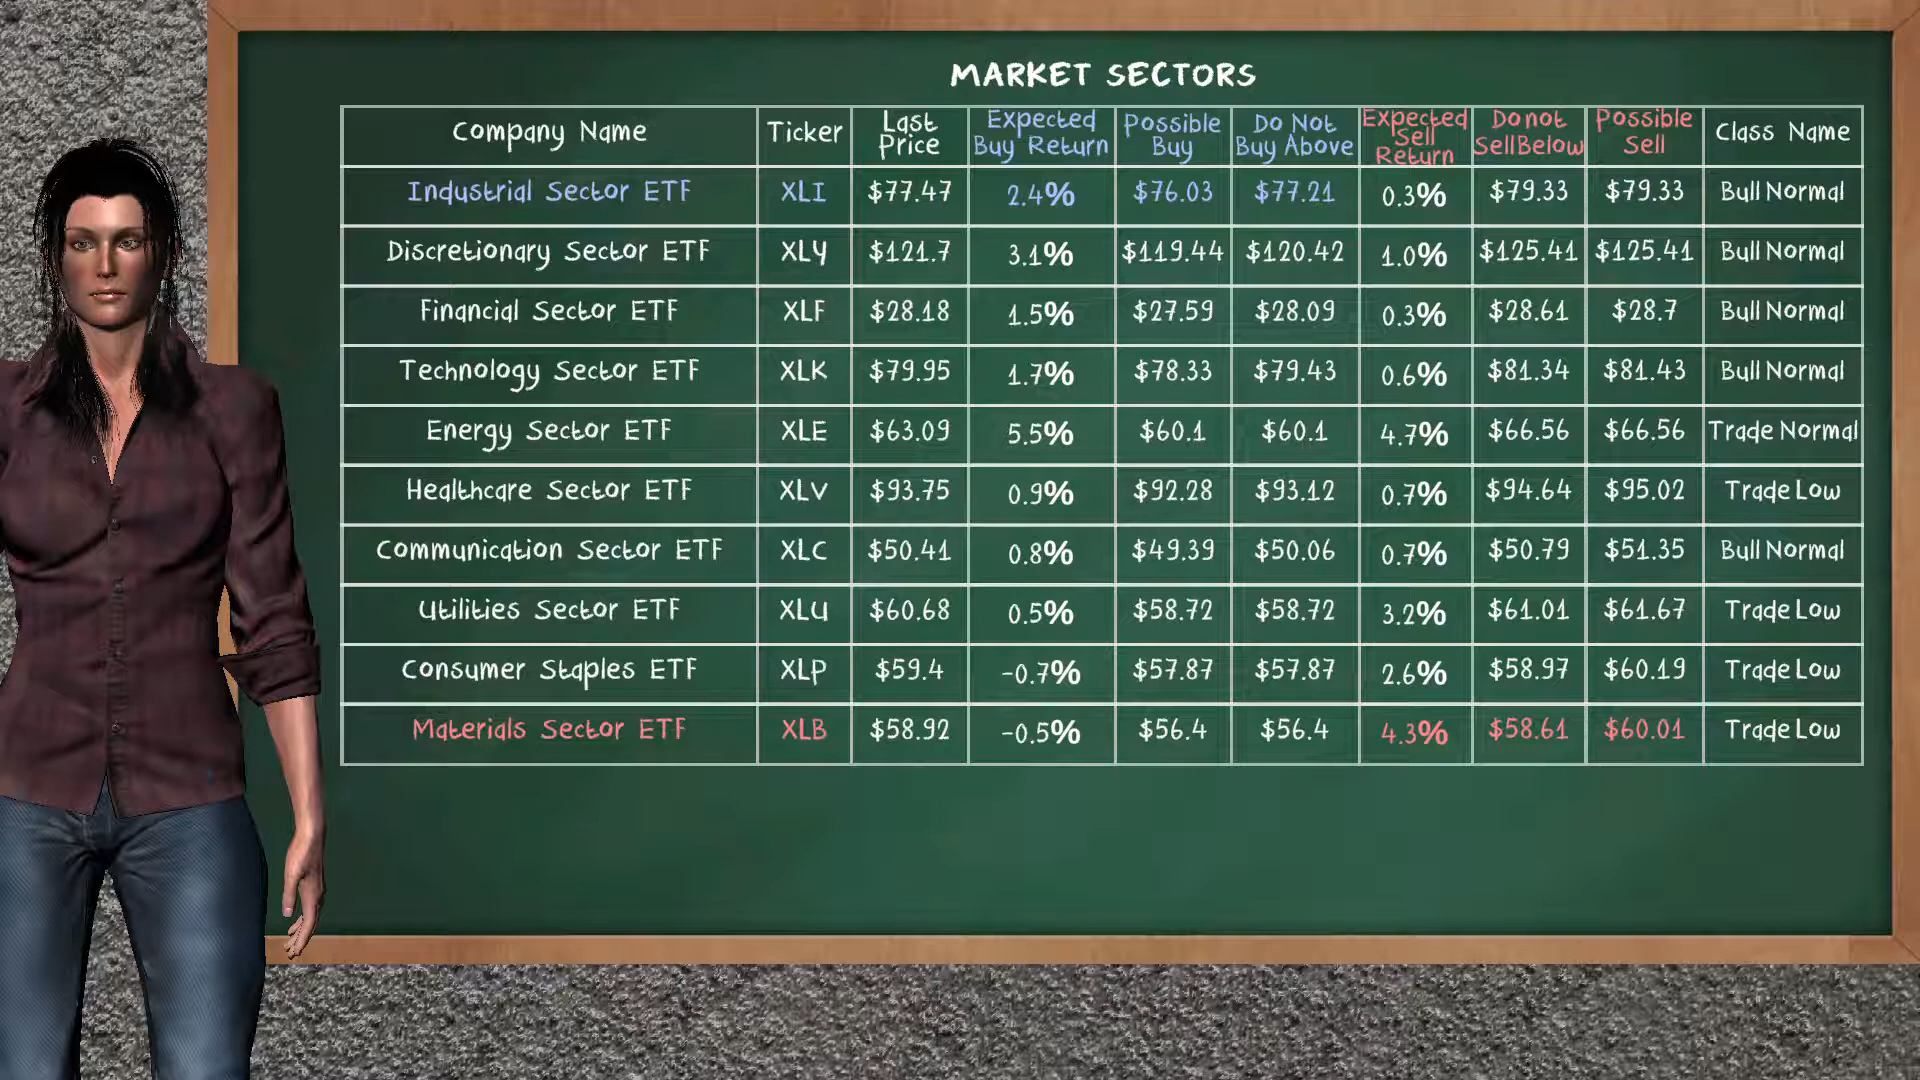 MARKET SECTORS
Company Name Ticker Last Price Expected Buy Return Possible Buy Do Not Buy Above Expected Sell Return Do not SellBelow Possible Sell Class Name
Industrial Sector ETF XLI $77.47 2.4% $76.03 $77.21 0.3% $79.33 $79.33 Bull Normal
Discretionary Sector ETF XLY $121.7 3.1% $119.44 $120.42 1.0% $125.41 $125.41 Bull Normal
Financial Sector ETF XLF $28.18 1.5% $27.59 $28.09 0.3% $28.61 $28.7 Bull Normal
Technology Sector ETF XLK $79.95 1.7% $78.33 $79.43 0.6% $81.34 $81.43 Bull Normal
Energy Sector ETF XLE $63.09 5.5% $60.1 $60.1 4.7% $66.56 $66.56 Trade Normal
Healthcare Sector ETF XLV $93.75 0.9% $92.28 $93.12 0.7% $94.64 $95.02 Trade Low
Communication Sector ETF XLC $50.41 0.8% $49.39 $50.06 0.7% $50.79 $51.35 Bull Normal
Utilities Sector ETF XLU $60.68 0.5% $58.72 $58.72 3.2% $61.01 $61.67 Trade Low
Consumer Staples ETF XLP $59.4 -0.7% $57.87 $57.87 2.6% $58.97 $60.19 Trade Low
Materials Sector ETF XLB $58.92 -0.5% $56.4 $56.4 4.3% $58.61 $60.01 Trade Low